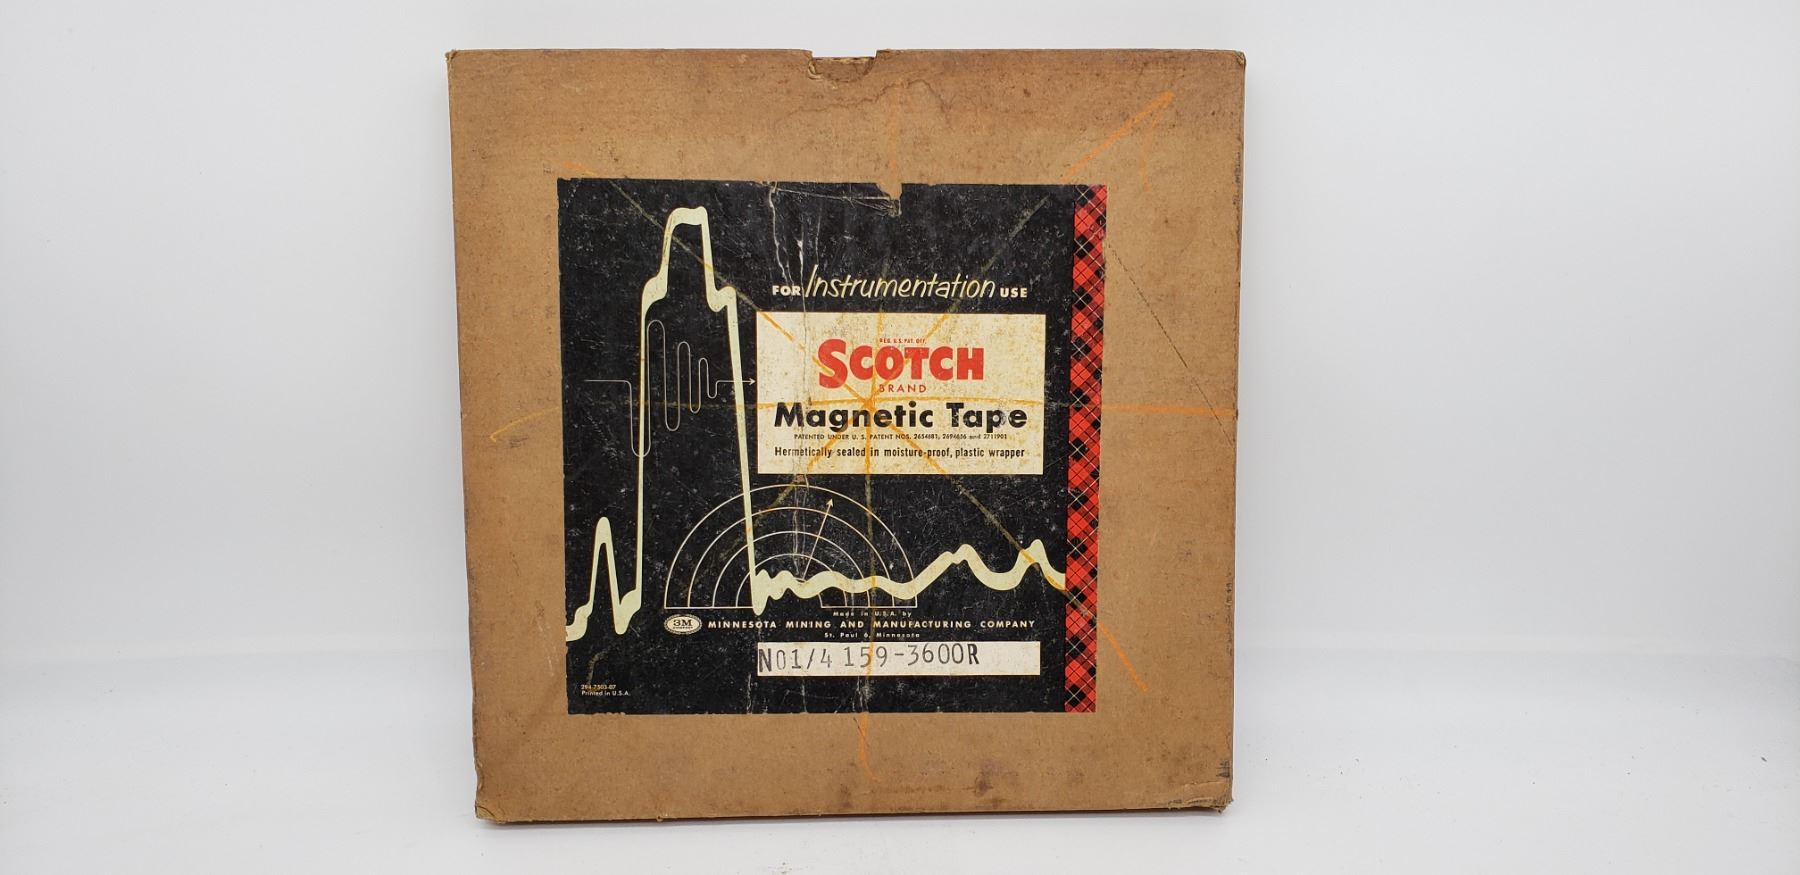 FOR Instrumentation USE
REG. U.S. PAT. OFF.
SCOTCH
BRAND
Magnetic Tape
PATENTED UNDER U. S. PATENT NOS. 2654681, 2694656 and 2711901
Hermetically sealed in moisture-proof, plastic wrapper
Made in U.S.A. by
3M MINNESOTA MINING AND MANUFACTURING COMPANY
St. Paul 6, Minnesota
N01/4 159-3600R
Printed in U.S.A.